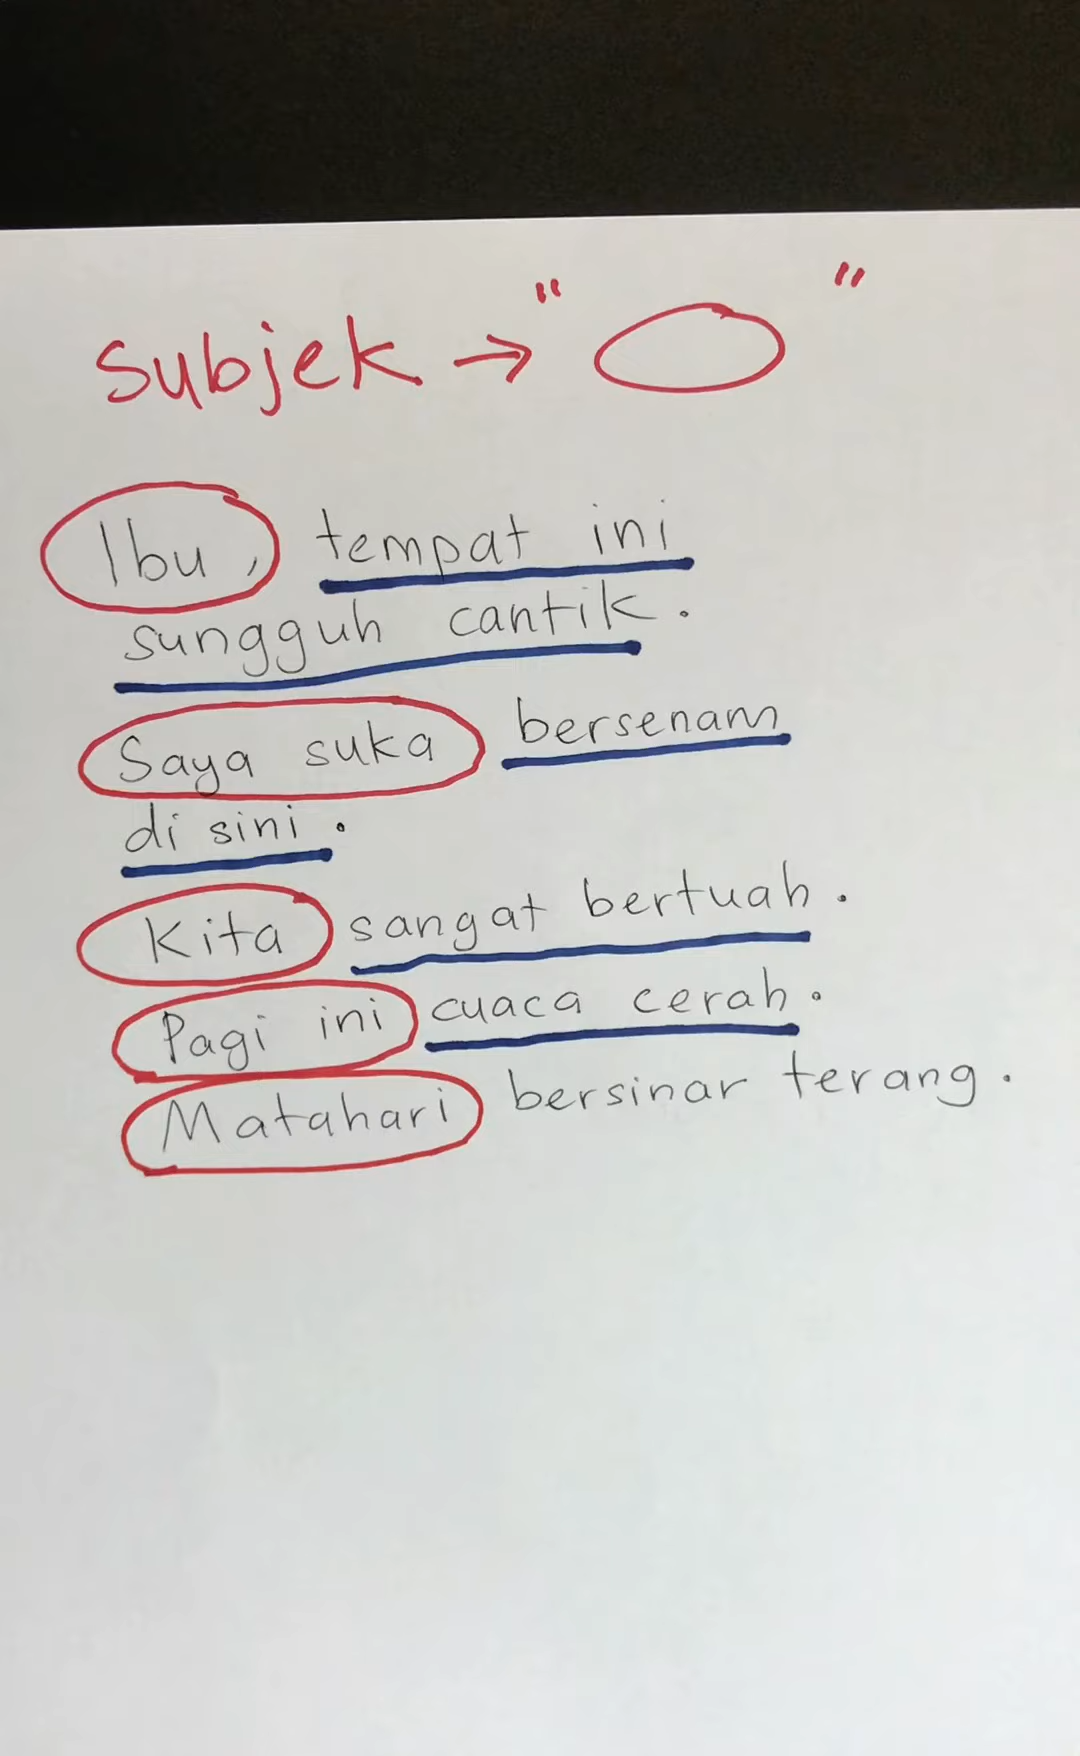 subjek → " "
Ibu, tempat ini
sungguh cantik.
Saya suka bersenam
di sini.
Kita sangat bertuah.
Pagi ini cuaca cerah.
Matahari bersinar terang.